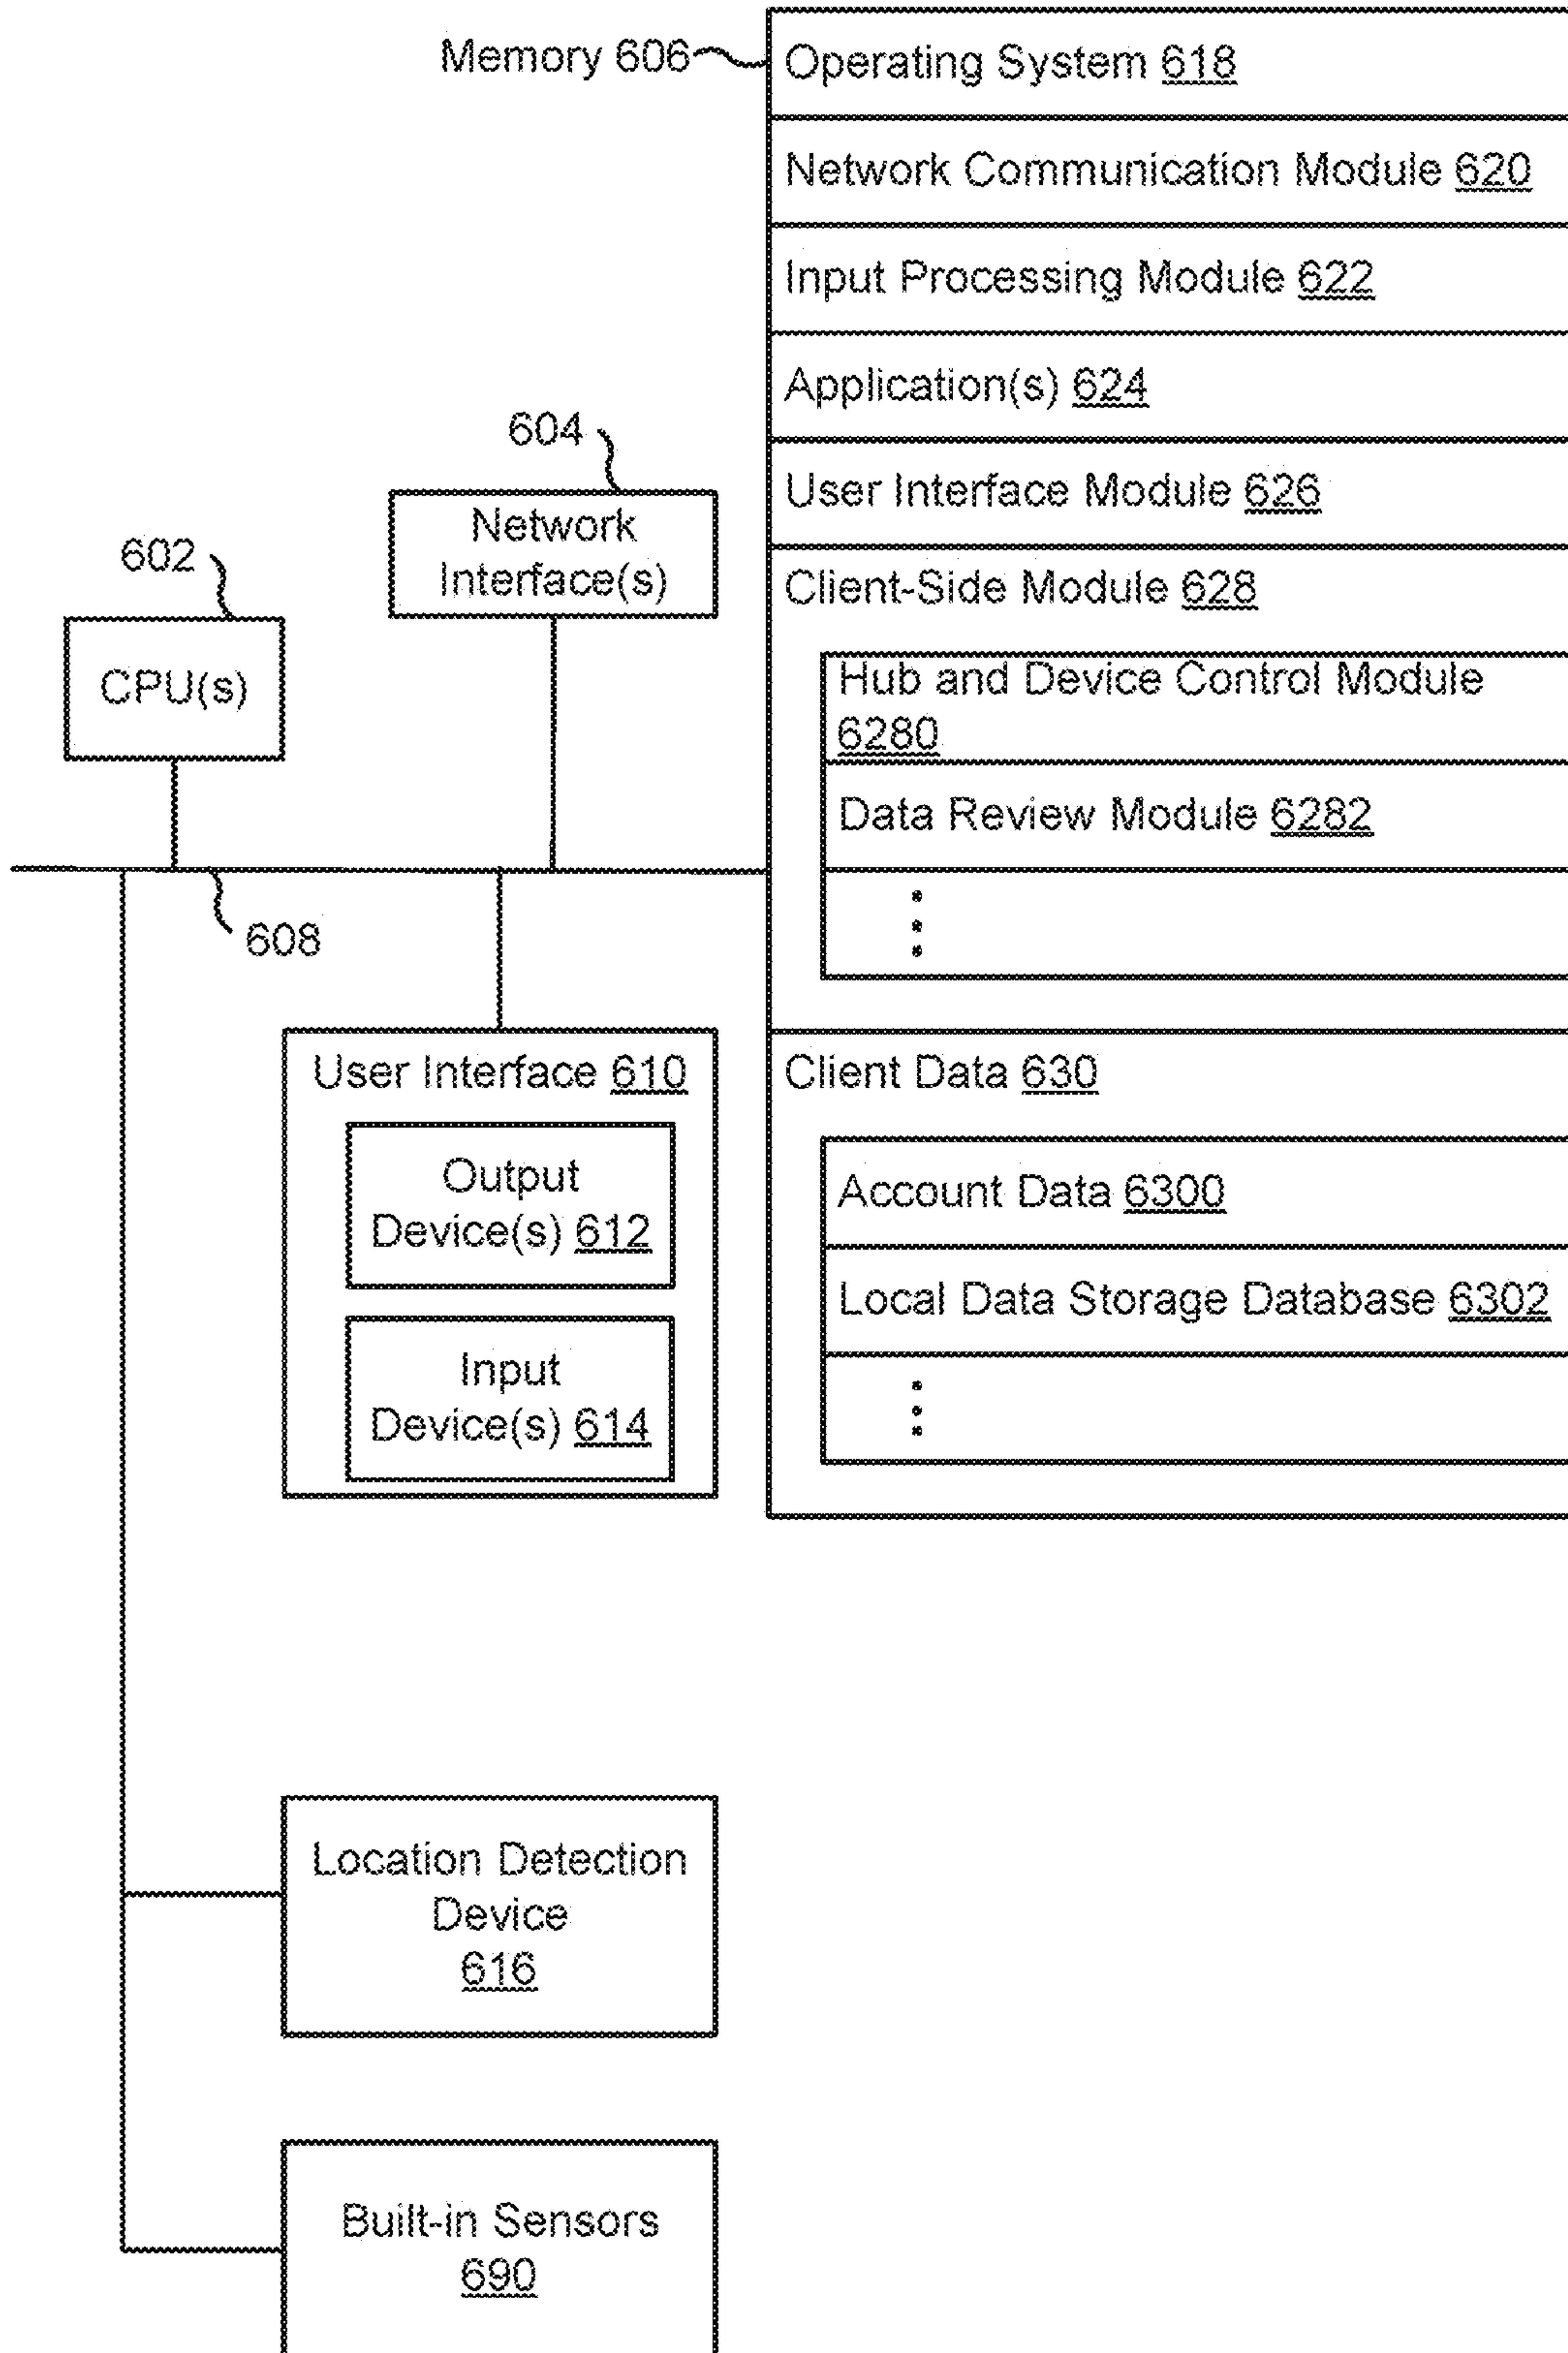 Memory 606
Operating System 618
Network Communication Module 620
Input Processing Module 622
Application(s) 624
User Interface Module 626
Client-Side Module 628
Hub and Device Control Module
6280
Data Review Module 6282
Client Data 630
Account Data 6300
Local Data Storage Database 6302
604
Network
Interface(s)
602
CPU(s)
608
User Interface 610
Output
Device(s) 612
Input
Device(s) 614
Location Detection
Device
616
Built-in Sensors
690